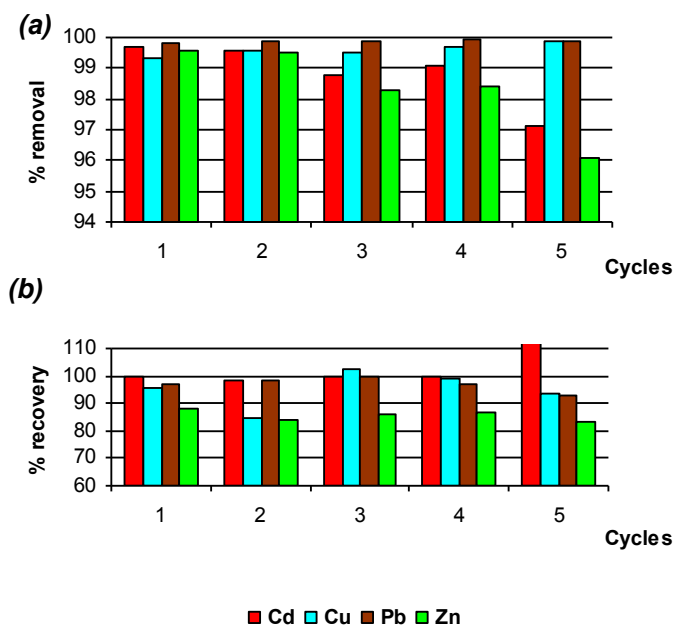 (a)
% removal
100
99
98
97
96
95
94
1 2 3 4 5
Cycles
(b)
% recovery
110
100
90
80
70
60
1 2 3 4 5
Cycles
Cd Cu Pb Zn